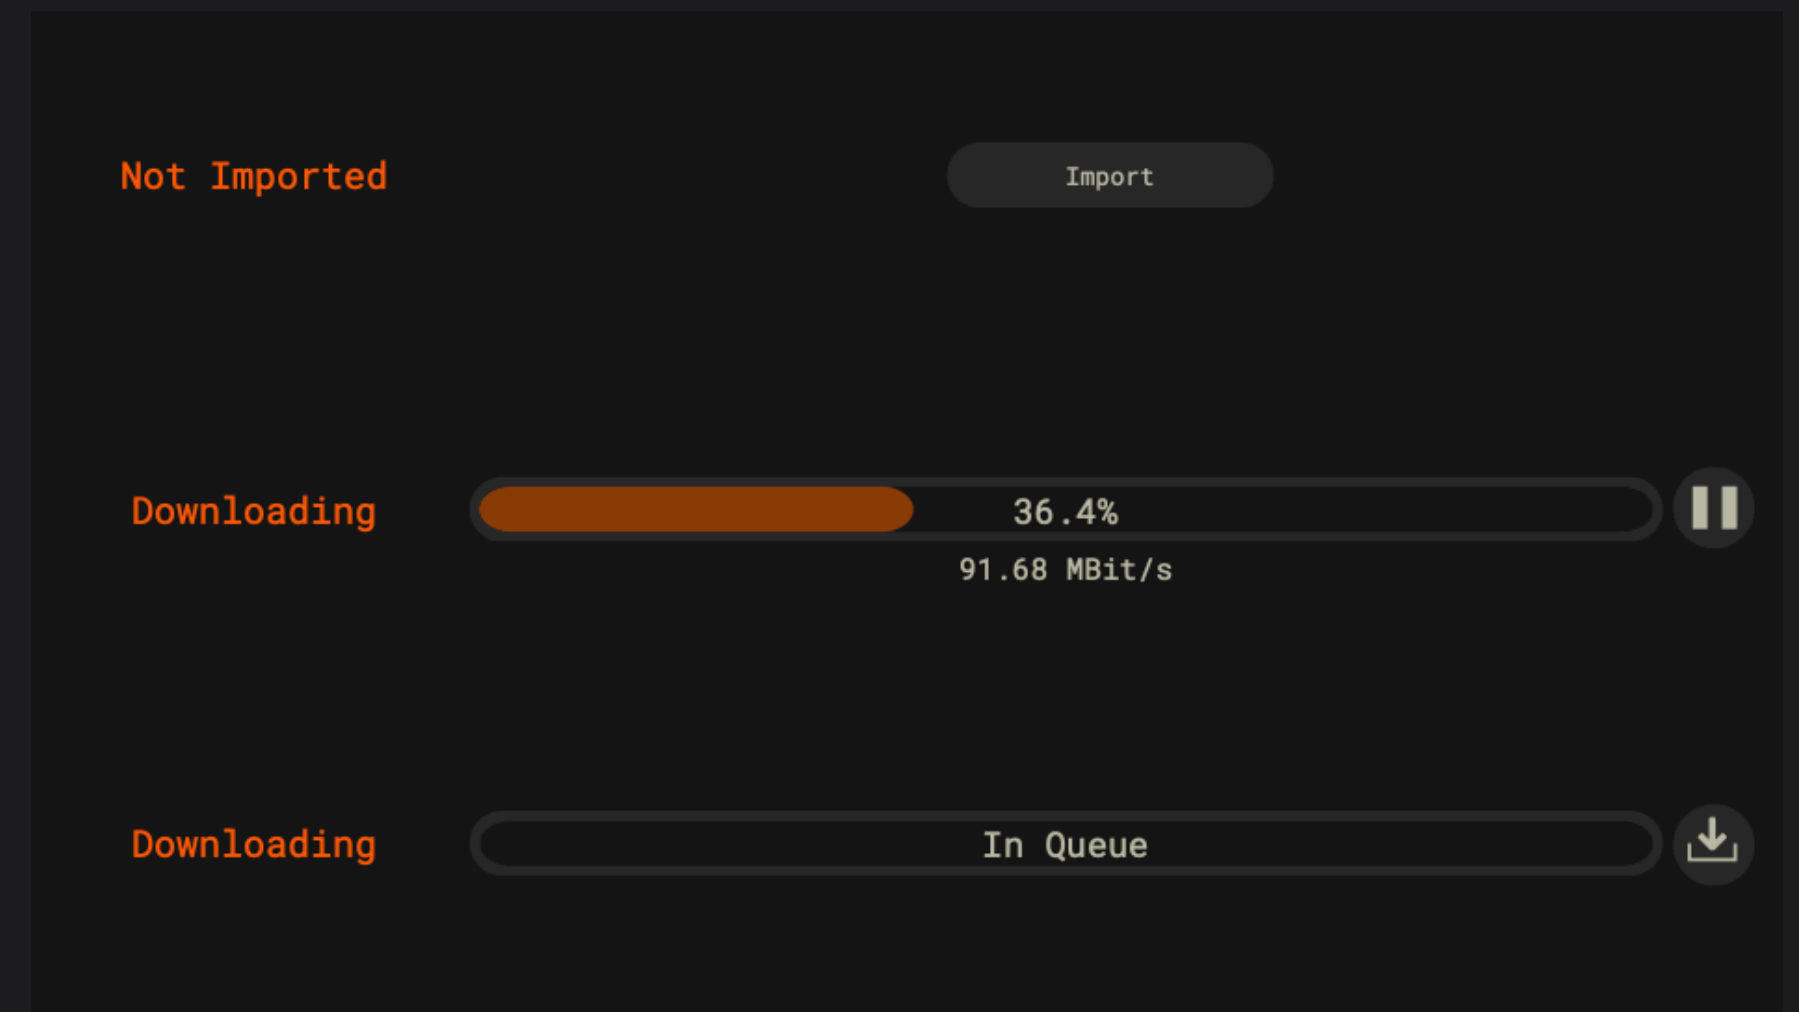 Not Imported
Import
Downloading
36.4%
91.68 MBit/s
Downloading
In Queue